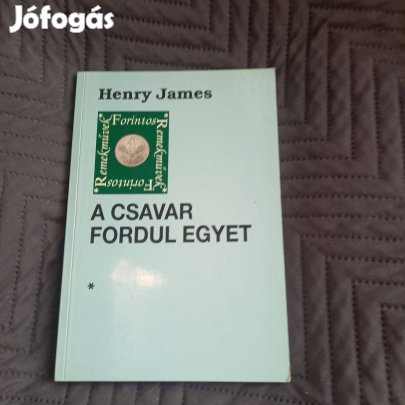 Jófogás
Henry James
Forintos
Remekművek
Remekművek
Forintos
A CSAVAR
FORDUL EGYET
*